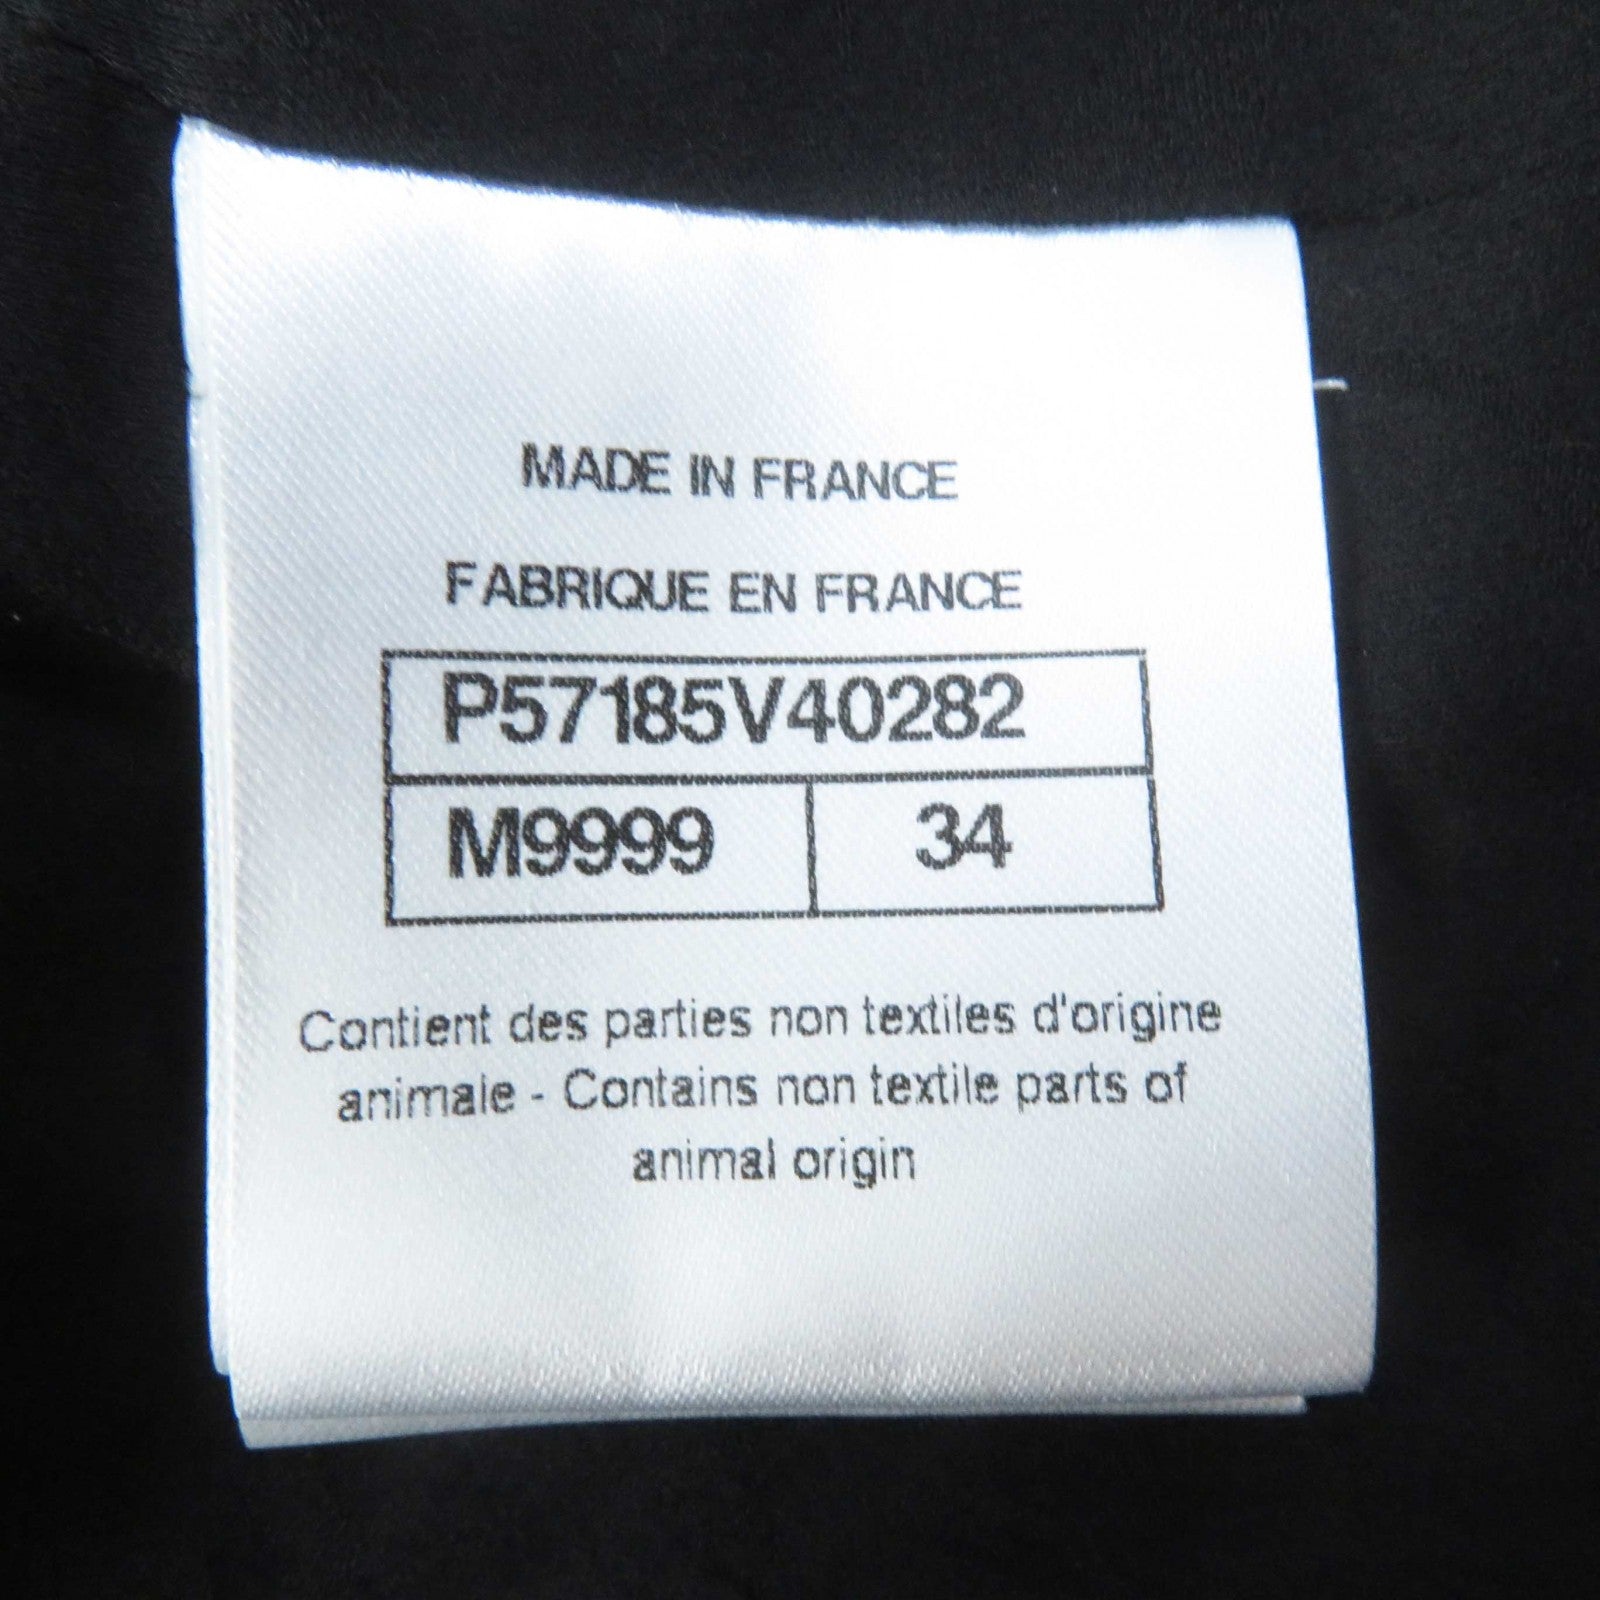 MADE IN FRANCE
FABRIQUE EN FRANCE
P57185V40282
M9999 34
Contient des parties non textiles d'origine
animale - Contains non textile parts of
animal origin